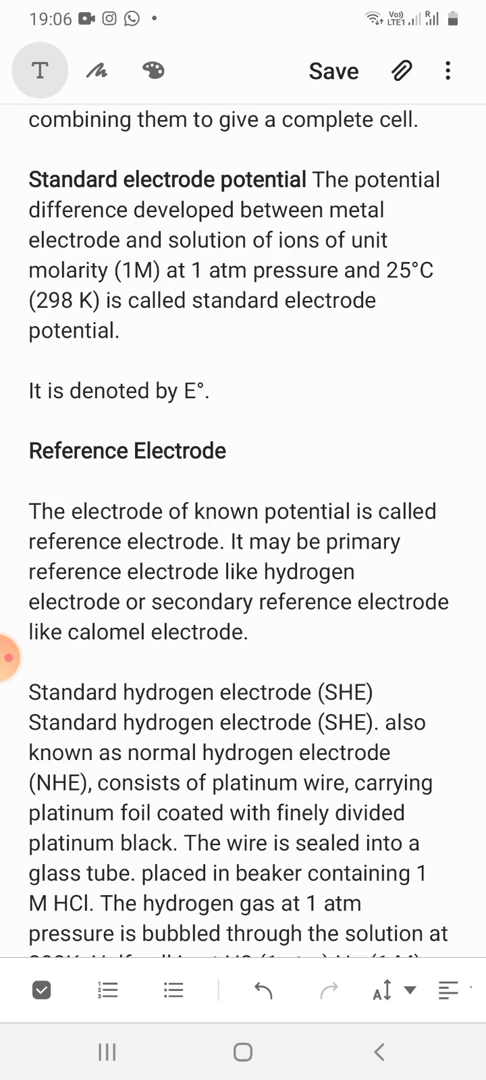 19:06
Vo)) R
LTE1
T Save
combining them to give a complete cell.
Standard electrode potential The potential
difference developed between metal
electrode and solution of ions of unit
molarity (1M) at 1 atm pressure and 25°C
(298 K) is called standard electrode
potential.
It is denoted by E°.
Reference Electrode
The electrode of known potential is called
reference electrode. It may be primary
reference electrode like hydrogen
electrode or secondary reference electrode
like calomel electrode.
Standard hydrogen electrode (SHE)
Standard hydrogen electrode (SHE). also
known as normal hydrogen electrode
(NHE), consists of platinum wire, carrying
platinum foil coated with finely divided
platinum black. The wire is sealed into a
glass tube. placed in beaker containing 1
M HCl. The hydrogen gas at 1 atm
pressure is bubbled through the solution at